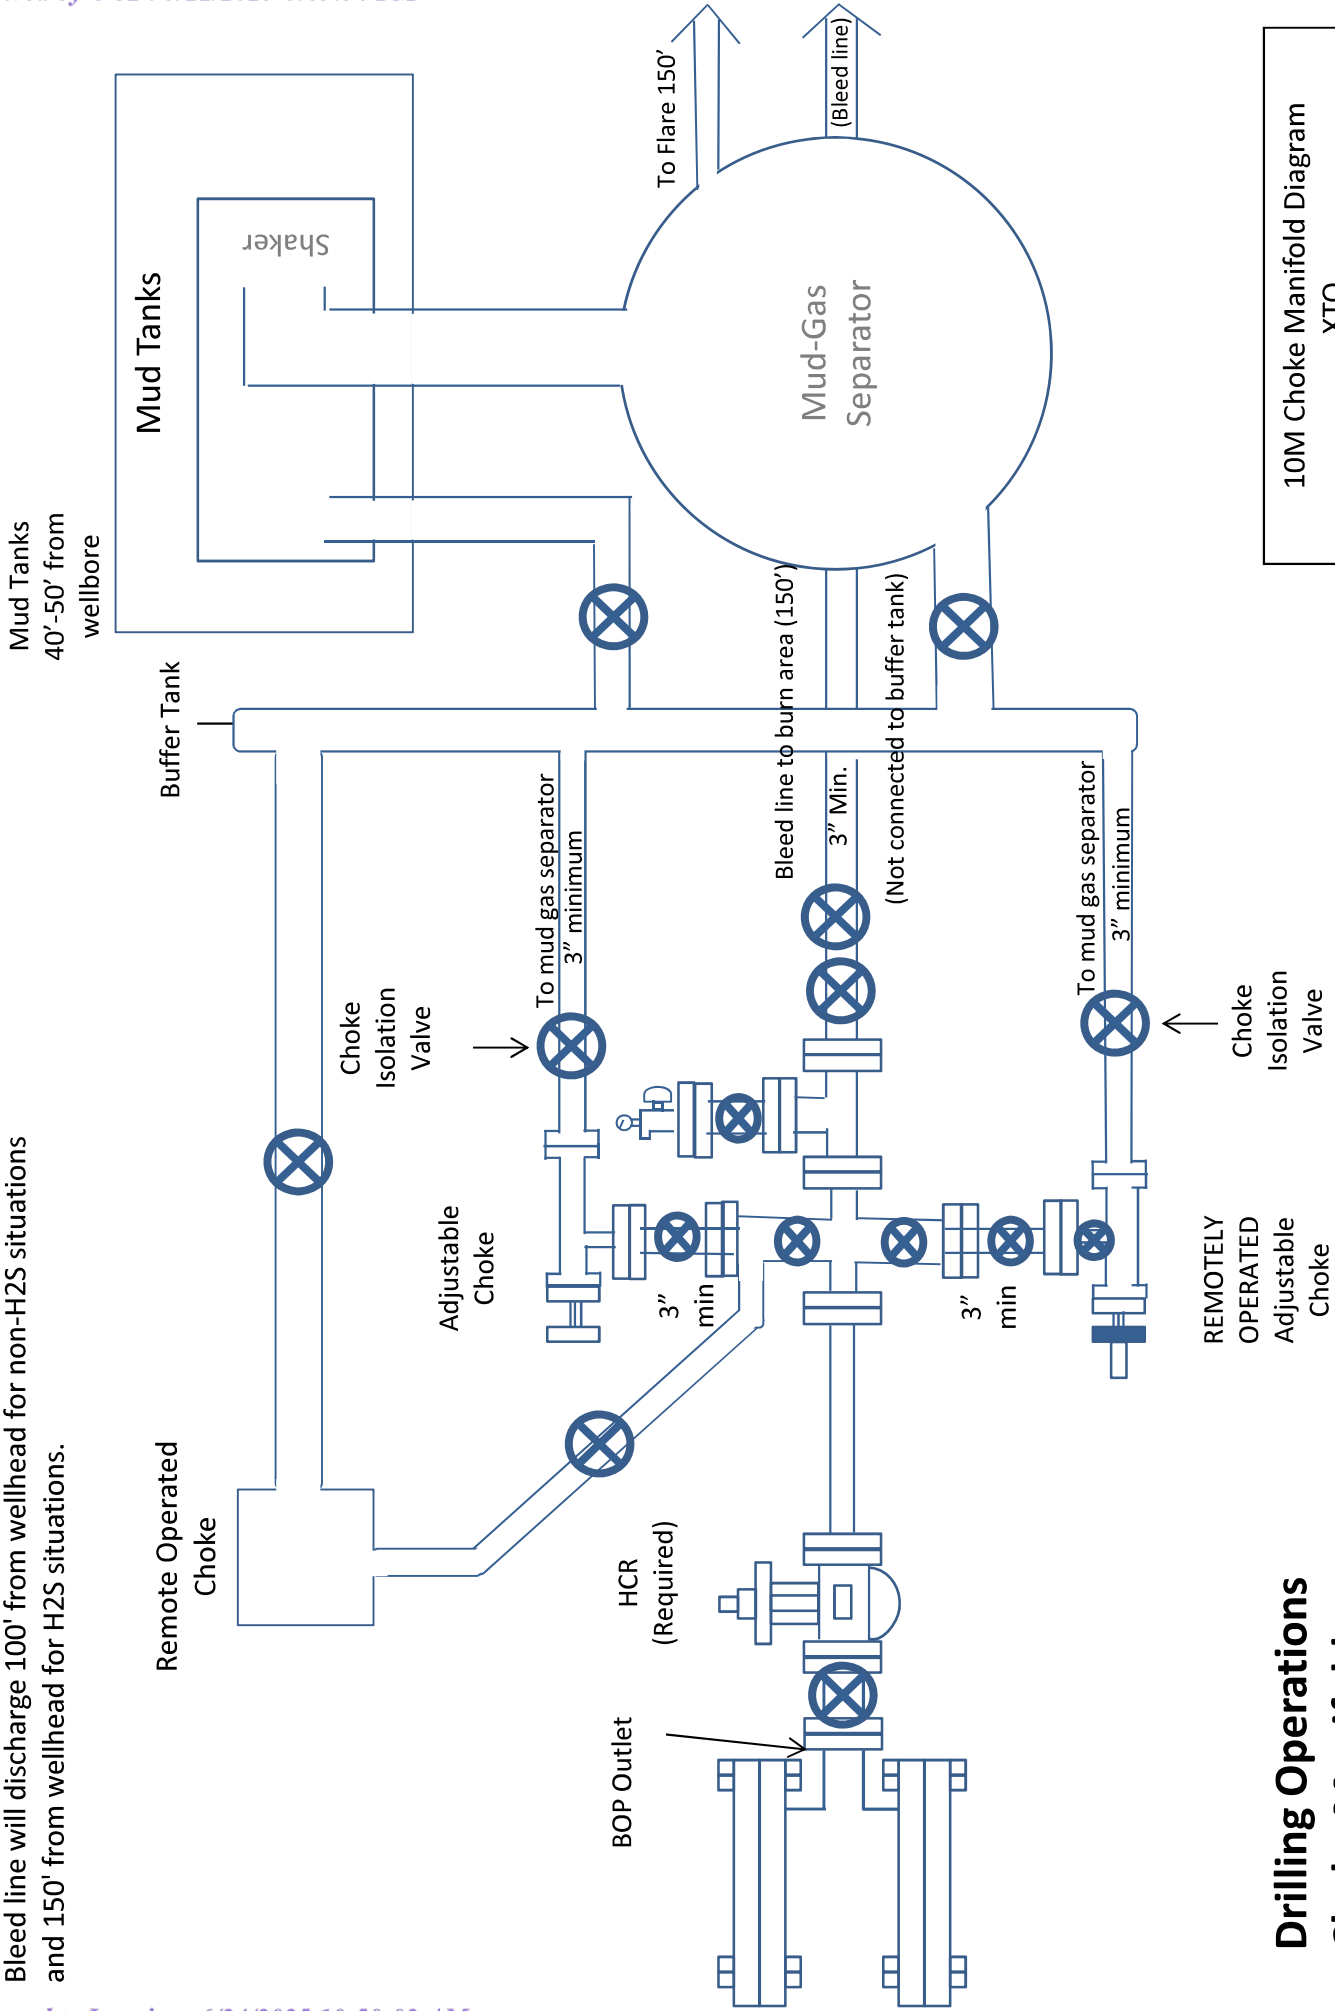 Bleed line will discharge 100' from wellhead for non-H2S situations
and 150' from wellhead for H2S situations.
Mud Tanks
40’-50’ from
wellbore
Mud Tanks
Shaker
Buffer Tank
Remote Operated
Choke
Choke
Isolation
Valve
Adjustable
Choke
To mud gas separator
3” minimum
To Flare 150’
(Bleed line)
Mud-Gas
Separator
Bleed line to burn area (150’)
3” Min.
(Not connected to buffer tank)
3”
min
3”
min
HCR
(Required)
BOP Outlet
To mud gas separator
3” minimum
Choke
Isolation
Valve
REMOTELY
OPERATED
Adjustable
Choke
10M Choke Manifold Diagram
XTO
Drilling Operations